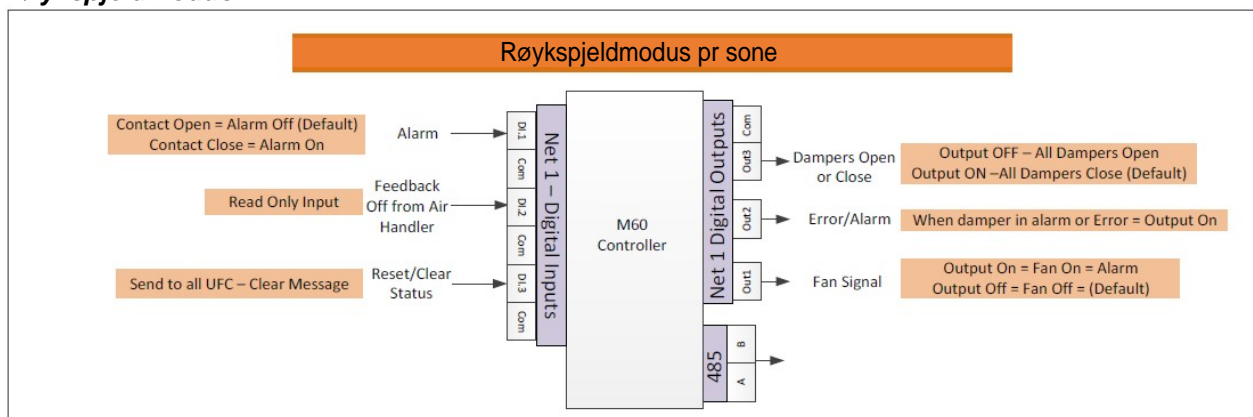 Røykspjeldmodus pr sone
Contact Open = Alarm Off (Default)
Contact Close = Alarm On
Alarm
Read Only Input
Feedback
Off from Air
Handler
Send to all UFC – Clear Message
Reset/Clear
Status
DI.1
Com
DI.2
Com
DI.3
Com
Net 1 – Digital Inputs
M60
Controller
Net 1 Digital Outputs
Com
Out3
Out2
Out1
485
B
A
Dampers Open
or Close
Output OFF – All Dampers Open
Output ON –All Dampers Close (Default)
Error/Alarm
When damper in alarm or Error = Output On
Fan Signal
Output On = Fan On = Alarm
Output Off = Fan Off = (Default)